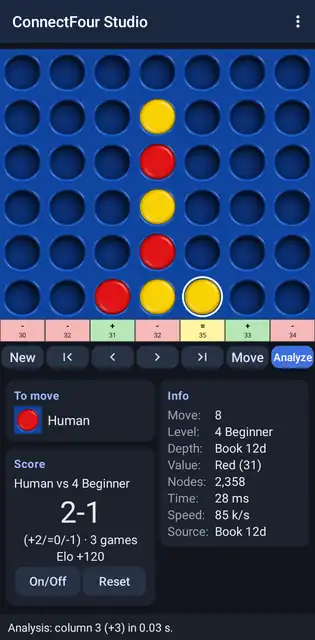 ConnectFour Studio
- - + - = + -
30 32 31 32 35 33 34
New Move Analyze
To move
Human
Score
Human vs 4 Beginner
2-1
(+2/=0/-1) · 3 games
Elo +120
On/Off Reset
Info
Move: 8
Level: 4 Beginner
Depth: Book 12d
Value: Red (31)
Nodes: 2,358
Time: 28 ms
Speed: 85 k/s
Source: Book 12d
Analysis: column 3 (+3) in 0.03 s.